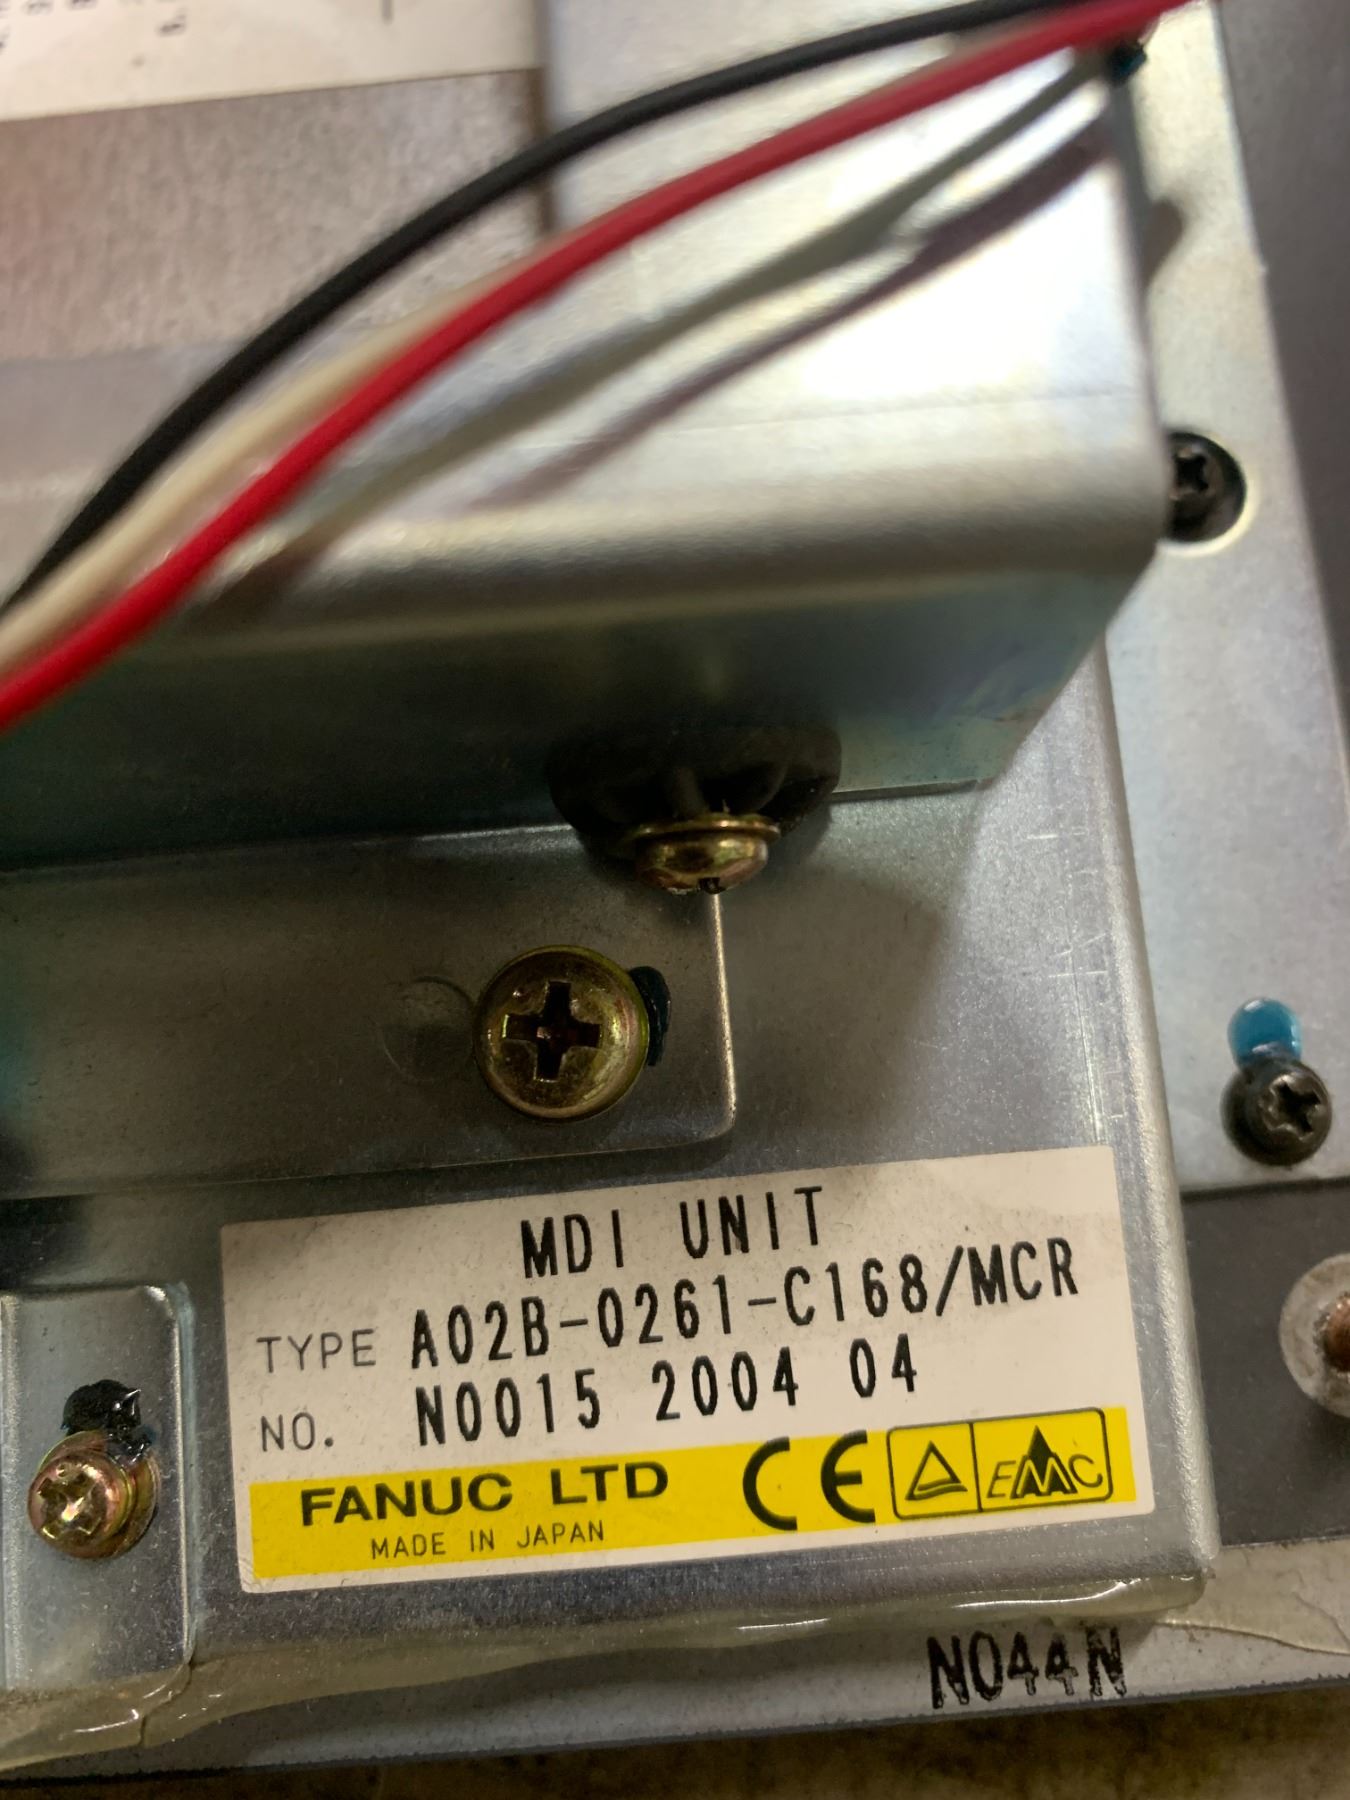 MDI UNIT
TYPE A02B-0261-C168/MCR
NO. N0015 2004 04
FANUC LTD CE EMC
MADE IN JAPAN
N044N